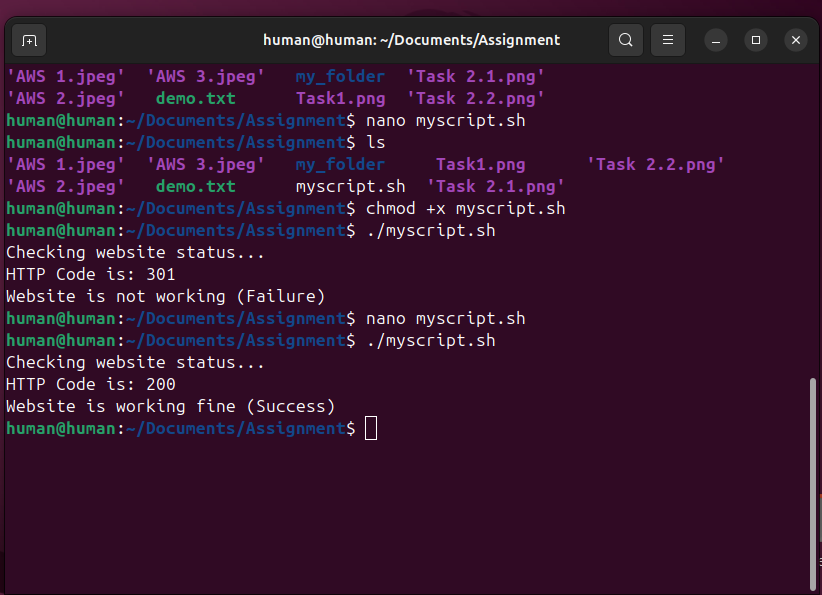 human@human: ~/Documents/Assignment
'AWS 1.jpeg'  'AWS 3.jpeg'   my_folder  'Task 2.1.png'
'AWS 2.jpeg'   demo.txt      Task1.png  'Task 2.2.png'
human@human:~/Documents/Assignment$ nano myscript.sh
human@human:~/Documents/Assignment$ ls
'AWS 1.jpeg'  'AWS 3.jpeg'   my_folder     Task1.png      'Task 2.2.png'
'AWS 2.jpeg'   demo.txt      myscript.sh  'Task 2.1.png'
human@human:~/Documents/Assignment$ chmod +x myscript.sh
human@human:~/Documents/Assignment$ ./myscript.sh
Checking website status...
HTTP Code is: 301
Website is not working (Failure)
human@human:~/Documents/Assignment$ nano myscript.sh
human@human:~/Documents/Assignment$ ./myscript.sh
Checking website status...
HTTP Code is: 200
Website is working fine (Success)
human@human:~/Documents/Assignment$